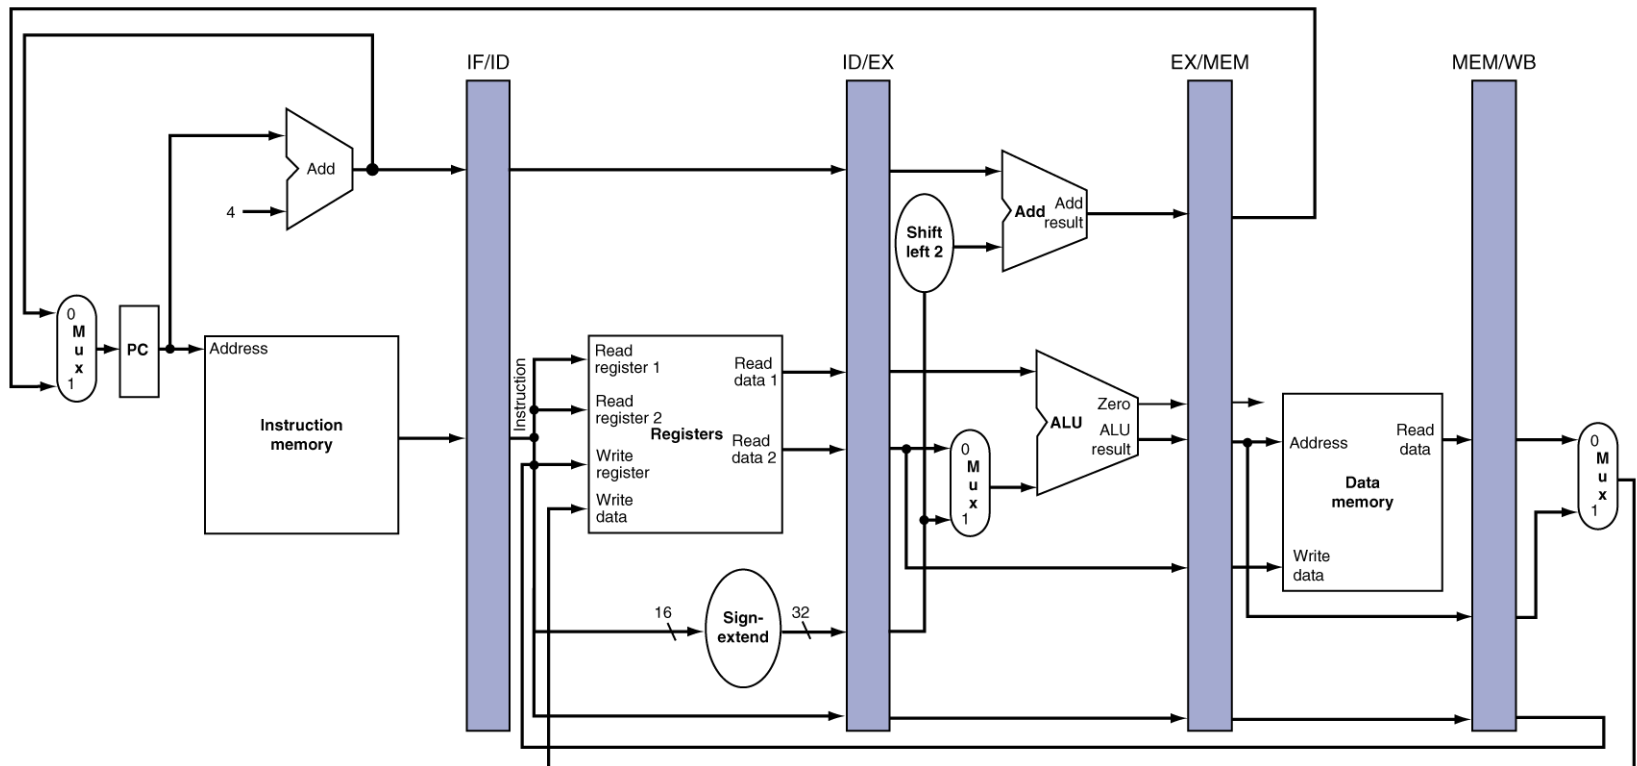 IF/ID
ID/EX
EX/MEM
MEM/WB
Add
4
0
M
u
x
1
PC
Address
Instruction
memory
Instruction
Read
register 1
Read
register 2
Write
register
Write
data
Registers
Read
data 1
Read
data 2
16
Sign-
extend
32
Shift
left 2
Add
Add
result
0
M
u
x
1
ALU
Zero
ALU
result
Address
Read
data
Data
memory
Write
data
0
M
u
x
1